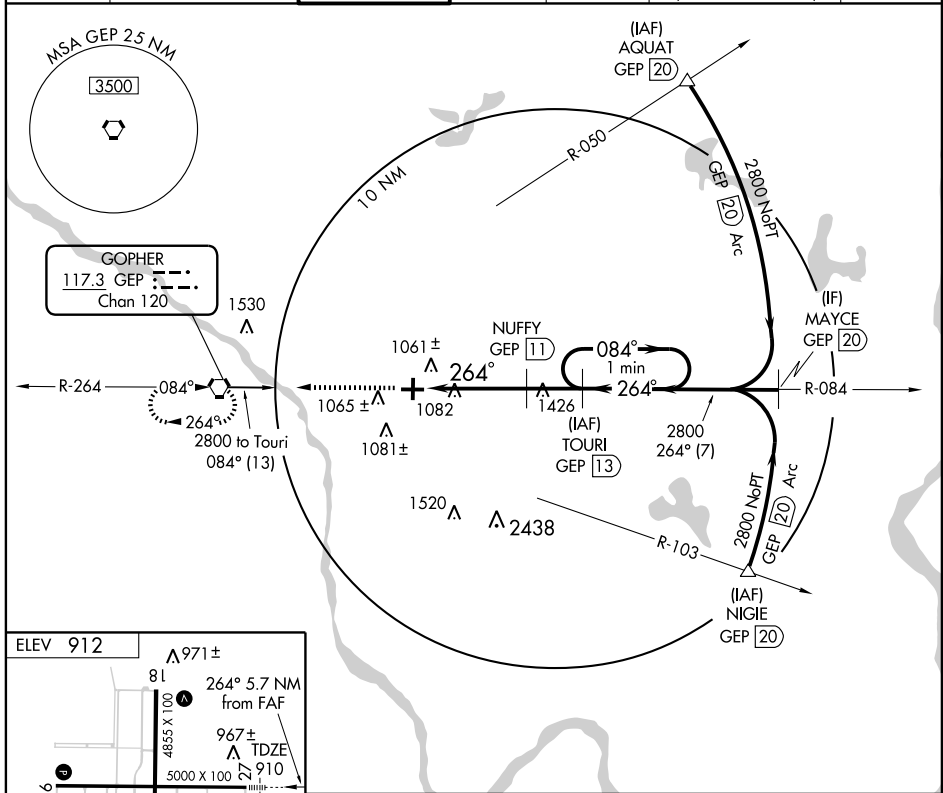 MSA GEP 25 NM
3500
(IAF)
AQUAT
GEP 20
R-050
10 NM
GEP 20 Arc
2800 NoPT
GOPHER
117.3 GEP
Chan 120
1530
(IF)
MAYCE
GEP 20
NUFFY
GEP 11
1061 ±
084°
1 min
264°
264°
R-264
084°
R-084
1065 ±
1082
1426
264°
2800 to Touri
084° (13)
1081±
(IAF)
TOURI
GEP 13
2800
264° (7)
1520
2438
R-103
2800 NoPT
GEP 20 Arc
(IAF)
NIGIE
GEP 20
ELEV 912
971±
18
264° 5.7 NM
from FAF
V
4855 X 100
967±
TDZE
910
P
5000 X 100
27
9